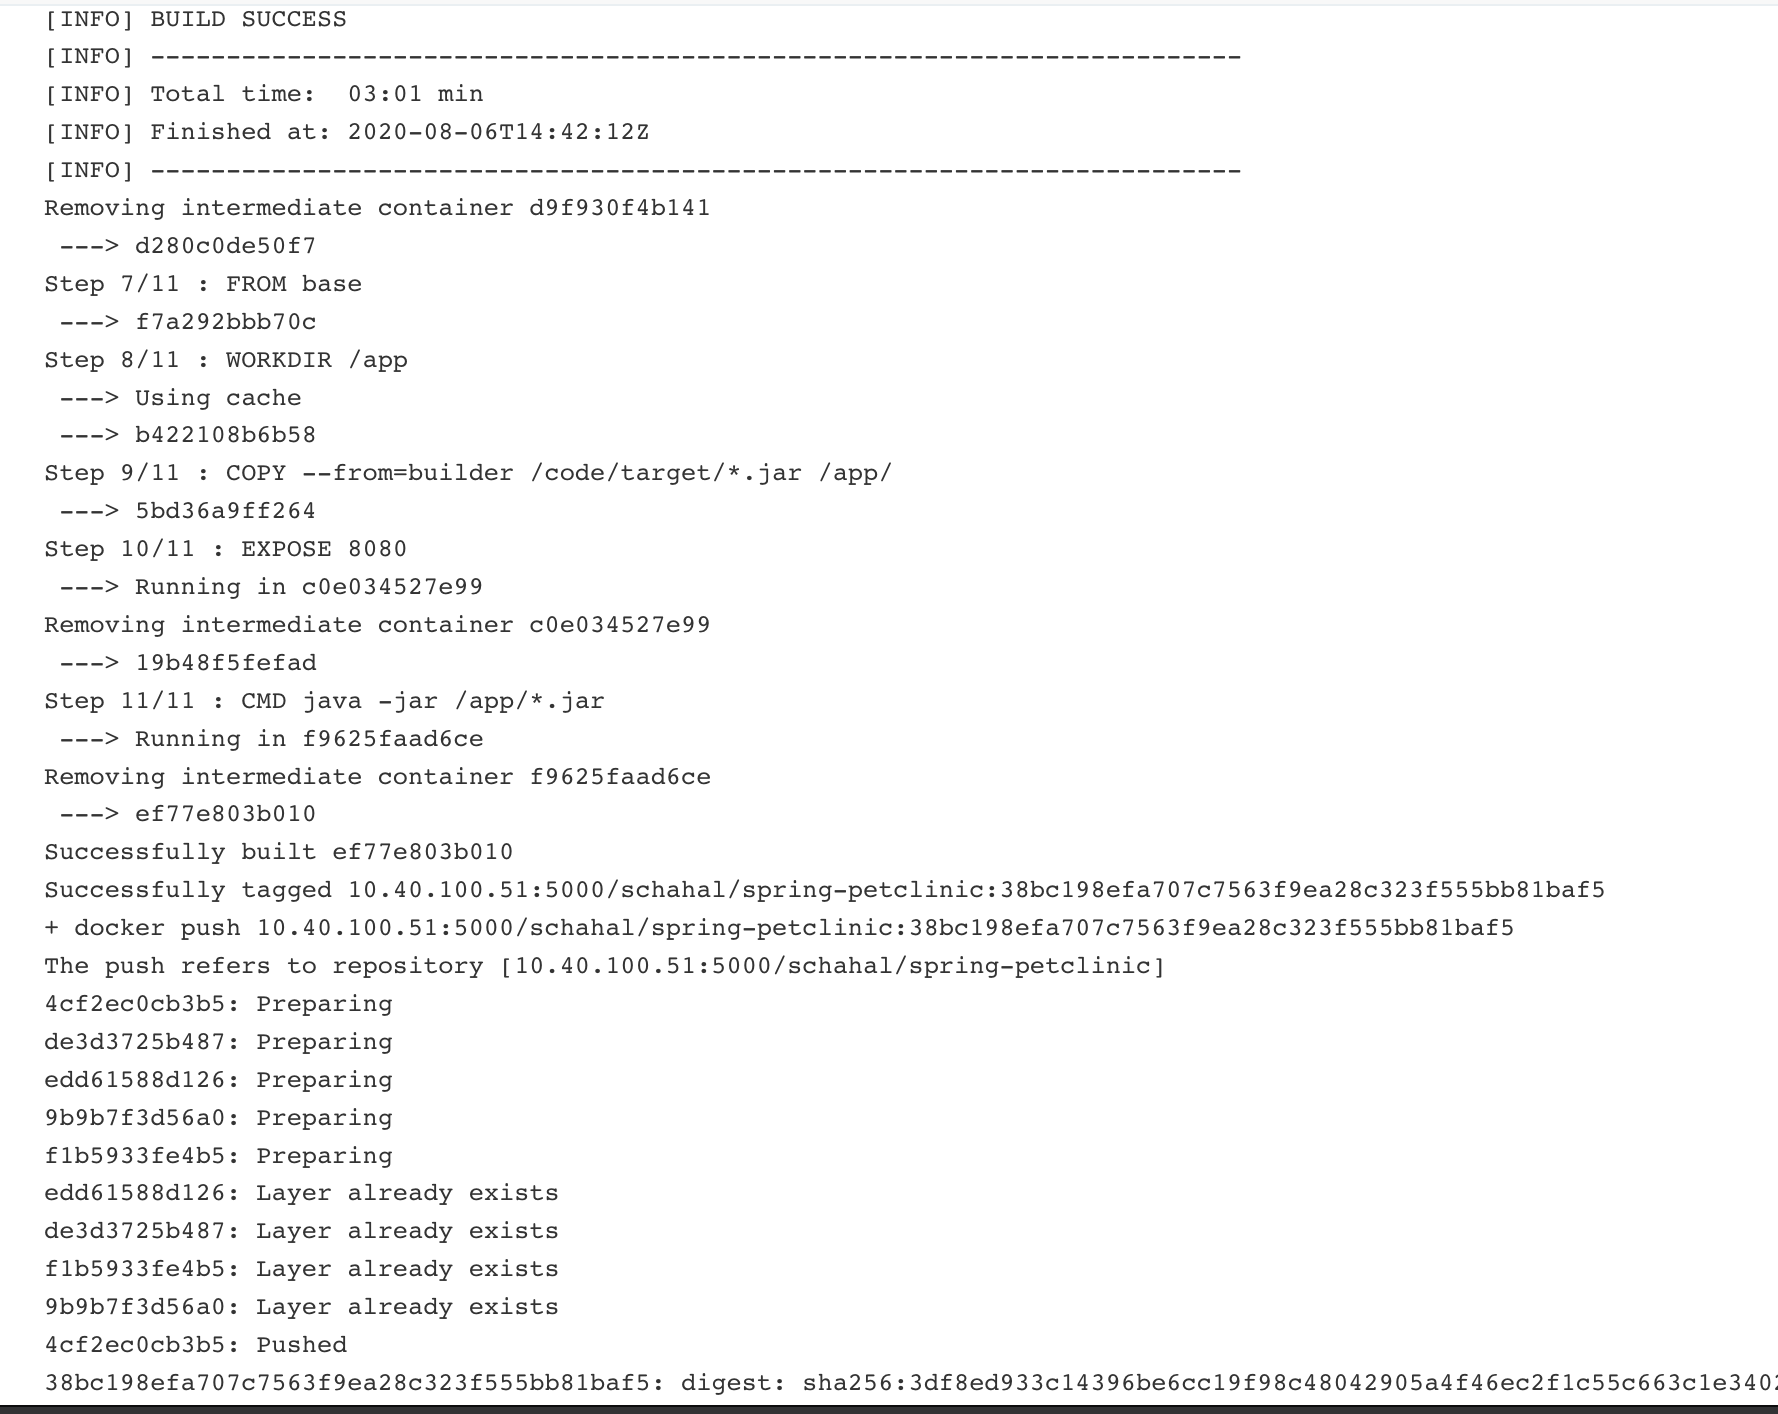 [INFO] BUILD SUCCESS
[INFO] ------------------------------------------------------------------------
[INFO] Total time:  03:01 min
[INFO] Finished at: 2020-08-06T14:42:12Z
[INFO] ------------------------------------------------------------------------
Removing intermediate container d9f930f4b141
 ---> d280c0de50f7
Step 7/11 : FROM base
 ---> f7a292bbb70c
Step 8/11 : WORKDIR /app
 ---> Using cache
 ---> b422108b6b58
Step 9/11 : COPY --from=builder /code/target/*.jar /app/
 ---> 5bd36a9ff264
Step 10/11 : EXPOSE 8080
 ---> Running in c0e034527e99
Removing intermediate container c0e034527e99
 ---> 19b48f5fefad
Step 11/11 : CMD java -jar /app/*.jar
 ---> Running in f9625faad6ce
Removing intermediate container f9625faad6ce
 ---> ef77e803b010
Successfully built ef77e803b010
Successfully tagged 10.40.100.51:5000/schahal/spring-petclinic:38bc198efa707c7563f9ea28c323f555bb81baf5
+ docker push 10.40.100.51:5000/schahal/spring-petclinic:38bc198efa707c7563f9ea28c323f555bb81baf5
The push refers to repository [10.40.100.51:5000/schahal/spring-petclinic]
4cf2ec0cb3b5: Preparing
de3d3725b487: Preparing
edd61588d126: Preparing
9b9b7f3d56a0: Preparing
f1b5933fe4b5: Preparing
edd61588d126: Layer already exists
de3d3725b487: Layer already exists
f1b5933fe4b5: Layer already exists
9b9b7f3d56a0: Layer already exists
4cf2ec0cb3b5: Pushed
38bc198efa707c7563f9ea28c323f555bb81baf5: digest: sha256:3df8ed933c14396be6cc19f98c48042905a4f46ec2f1c55c663c1e3402